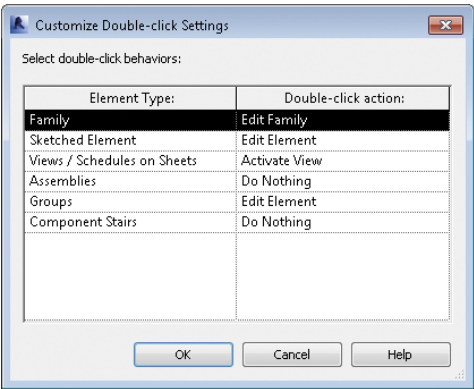 Customize Double-click Settings
Select double-click behaviors:
Element Type: Double-click action:
Family Edit Family
Sketched Element Edit Element
Views / Schedules on Sheets Activate View
Assemblies Do Nothing
Groups Edit Element
Component Stairs Do Nothing
OK Cancel Help